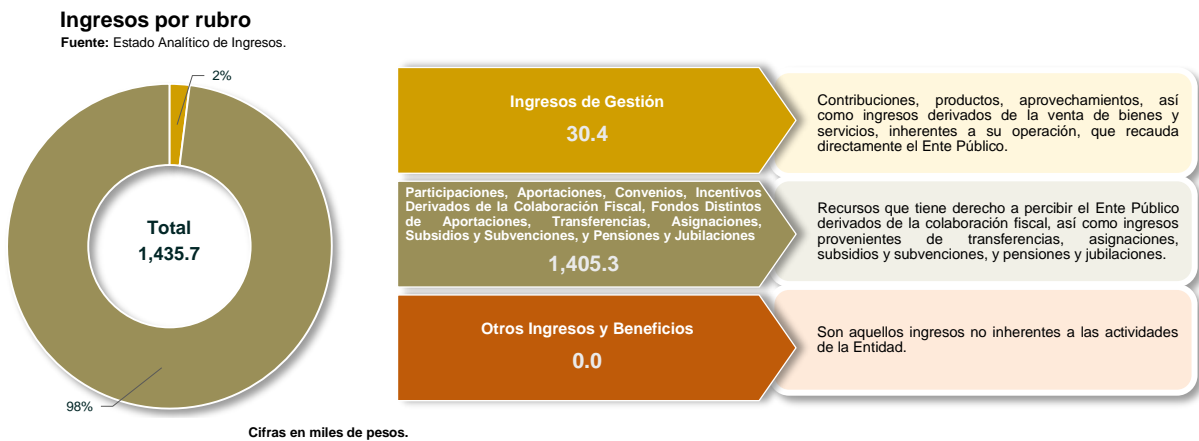 Ingresos por rubro
Fuente: Estado Analítico de Ingresos.
2%
Total
1,435.7
98%
Ingresos de Gestión
30.4
Contribuciones, productos, aprovechamientos, así
como ingresos derivados de la venta de bienes y
servicios, inherentes a su operación, que recauda
directamente el Ente Público.
Participaciones, Aportaciones, Convenios, Incentivos
Derivados de la Colaboración Fiscal, Fondos Distintos
de Aportaciones, Transferencias, Asignaciones,
Subsidios y Subvenciones, y Pensiones y Jubilaciones
1,405.3
Recursos que tiene derecho a percibir el Ente Público
derivados de la colaboración fiscal, así como ingresos
provenientes de transferencias, asignaciones,
subsidios y subvenciones, y pensiones y jubilaciones.
Otros Ingresos y Beneficios
0.0
Son aquellos ingresos no inherentes a las actividades
de la Entidad.
Cifras en miles de pesos.